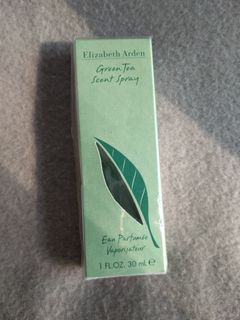 Elizabeth Arden
Green Tea
Scent Spray
Eau Parfumée
Vaporisateur
1 FL.OZ. 30 ml e